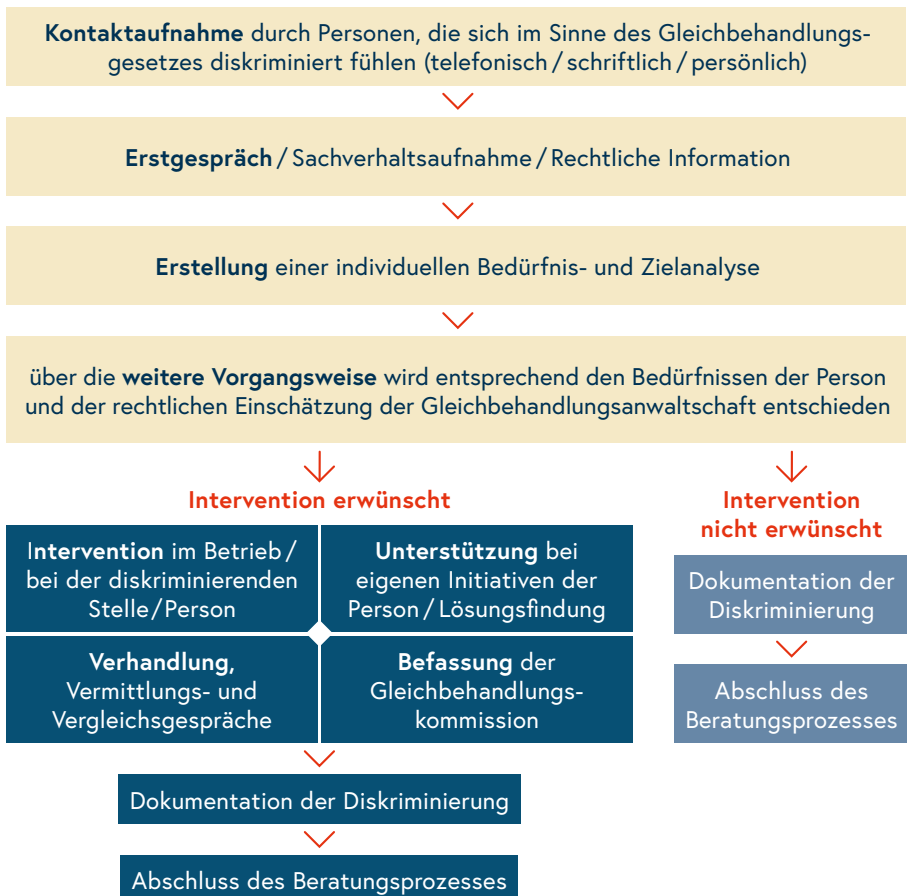 Kontaktaufnahme durch Personen, die sich im Sinne des Gleichbehandlungs-
gesetzes diskriminiert fühlen (telefonisch / schriftlich / persönlich)
Erstgespräch / Sachverhaltsaufnahme / Rechtliche Information
Erstellung einer individuellen Bedürfnis- und Zielanalyse
über die weitere Vorgangsweise wird entsprechend den Bedürfnissen der Person
und der rechtlichen Einschätzung der Gleichbehandlungsanwaltschaft entschieden
Intervention erwünscht
Intervention im Betrieb /
bei der diskriminierenden
Stelle / Person
Unterstützung bei
eigenen Initiativen der
Person / Lösungsfindung
Verhandlung,
Vermittlungs- und
Vergleichsgespräche
Befassung der
Gleichbehandlungs-
kommission
Dokumentation der Diskriminierung
Abschluss des Beratungsprozesses
Intervention
nicht erwünscht
Dokumentation der
Diskriminierung
Abschluss des
Beratungsprozesses